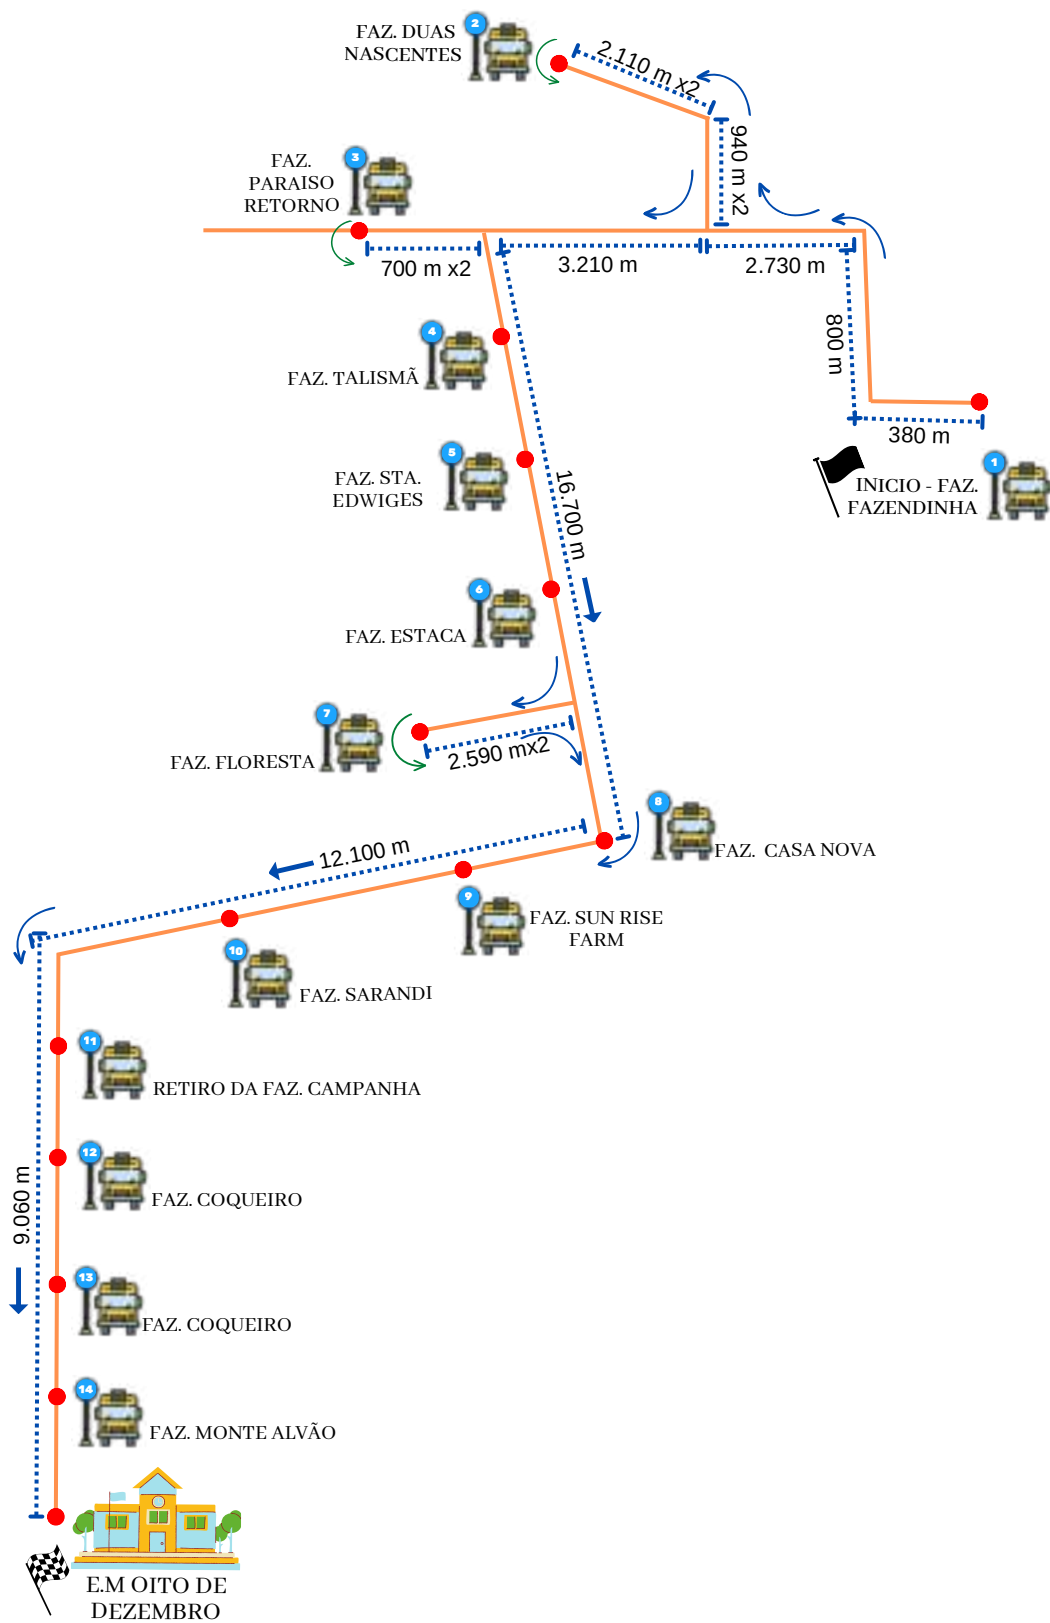 FAZ. DUAS
NASCENTES
2
2.110 m x2
940 m x2
FAZ.
PARAISO
RETORNO
3
700 m x2
3.210 m
2.730 m
800 m
380 m
INICIO - FAZ.
FAZENDINHA
1
4
FAZ. TALISMÃ
5
FAZ. STA.
EDWIGES
16.700 m
6
FAZ. ESTACA
7
FAZ. FLORESTA
2.590 mx2
8
FAZ. CASA NOVA
12.100 m
9
FAZ. SUN RISE
FARM
10
FAZ. SARANDI
11
RETIRO DA FAZ. CAMPANHA
12
FAZ. COQUEIRO
9.060 m
13
FAZ. COQUEIRO
14
FAZ. MONTE ALVÃO
E.M OITO DE
DEZEMBRO